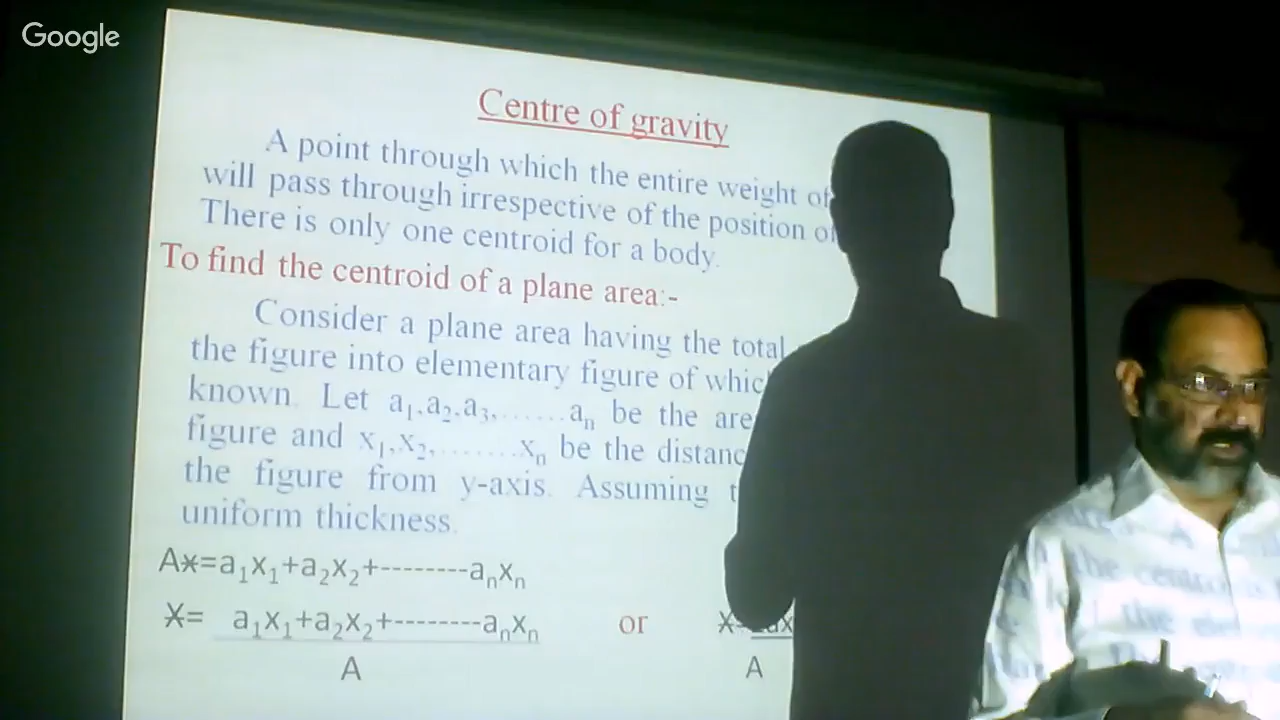 Google
Centre of gravity
A point through which the entire weight of
will pass through irrespective of the position of
There is only one centroid for a body.
To find the centroid of a plane area:-
Consider a plane area having the total
the figure into elementary figure of whic
known. Let a₁,a₂,a₃,.......aₙ be the are
figure and x₁,x₂,........xₙ be the distanc
the figure from y-axis. Assuming t
uniform thickness.
Ax̶=a₁x₁+a₂x₂+--------aₙxₙ
X̶= a₁x₁+a₂x₂+--------aₙxₙ or X̶=Σax
A A